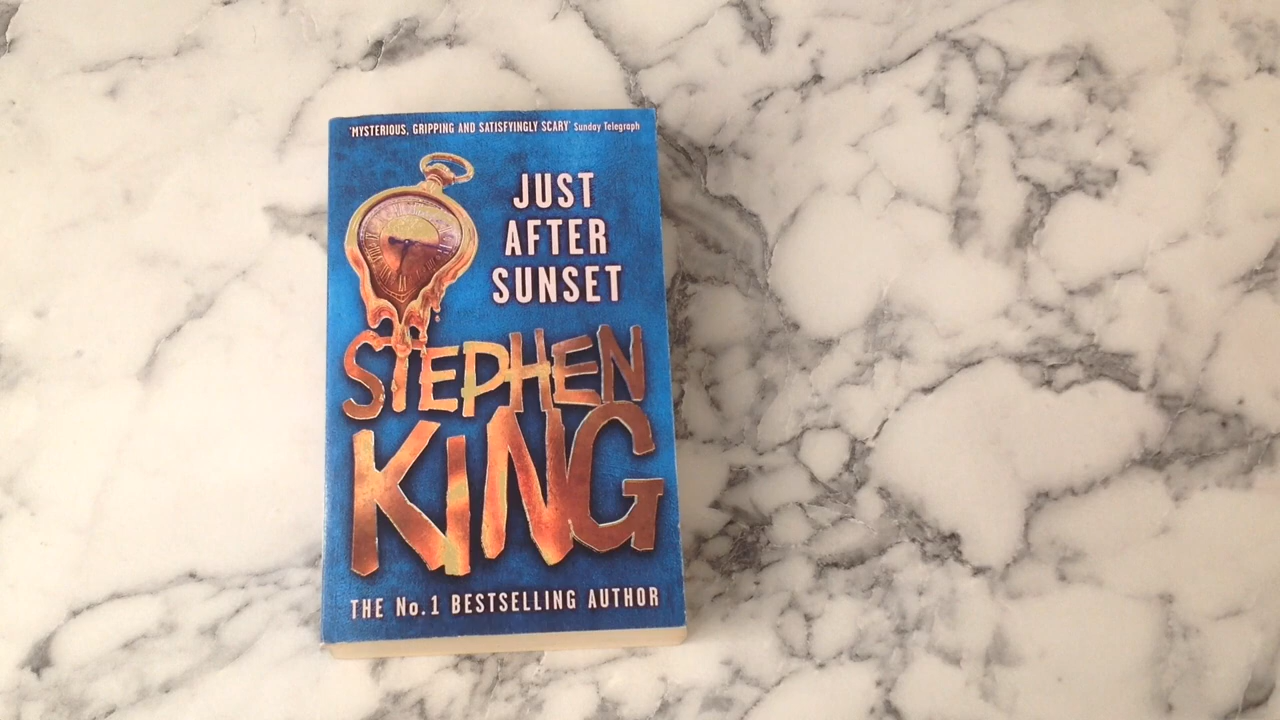 'MYSTERIOUS, GRIPPING AND SATISFYINGLY SCARY' Sunday Telegraph
JUST
AFTER
SUNSET
STEPHEN
KING
THE No.1 BESTSELLING AUTHOR